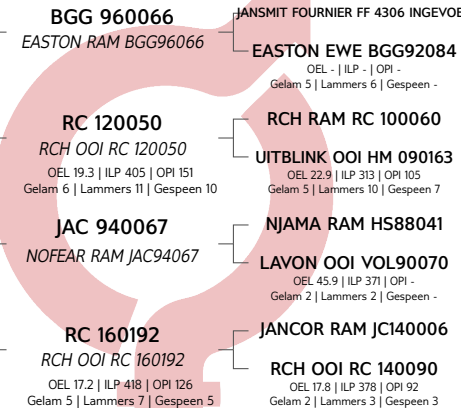 BGG 960066
EASTON RAM BGG96066
RC 120050
RCH OOI RC 120050
OEL 19.3 | ILP 405 | OPI 151
Gelam 6 | Lammers 11 | Gespeen 10
JAC 940067
NOFEAR RAM JAC94067
RC 160192
RCH OOI RC 160192
OEL 17.2 | ILP 418 | OPI 126
Gelam 5 | Lammers 7 | Gespeen 5
JANSMIT FOURNIER FF 4306 INGEVOE
EASTON EWE BGG92084
OEL - | ILP - | OPI -
Gelam 5 | Lammers 6 | Gespeen -
RCH RAM RC 100060
UITBLINK OOI HM 090163
OEL 22.9 | ILP 313 | OPI 105
Gelam 5 | Lammers 10 | Gespeen 7
NJAMA RAM HS88041
LAVON OOI VOL90070
OEL 45.9 | ILP 371 | OPI -
Gelam 2 | Lammers 2 | Gespeen -
JANCOR RAM JC140006
RCH OOI RC 140090
OEL 17.8 | ILP 378 | OPI 92
Gelam 2 | Lammers 3 | Gespeen 3